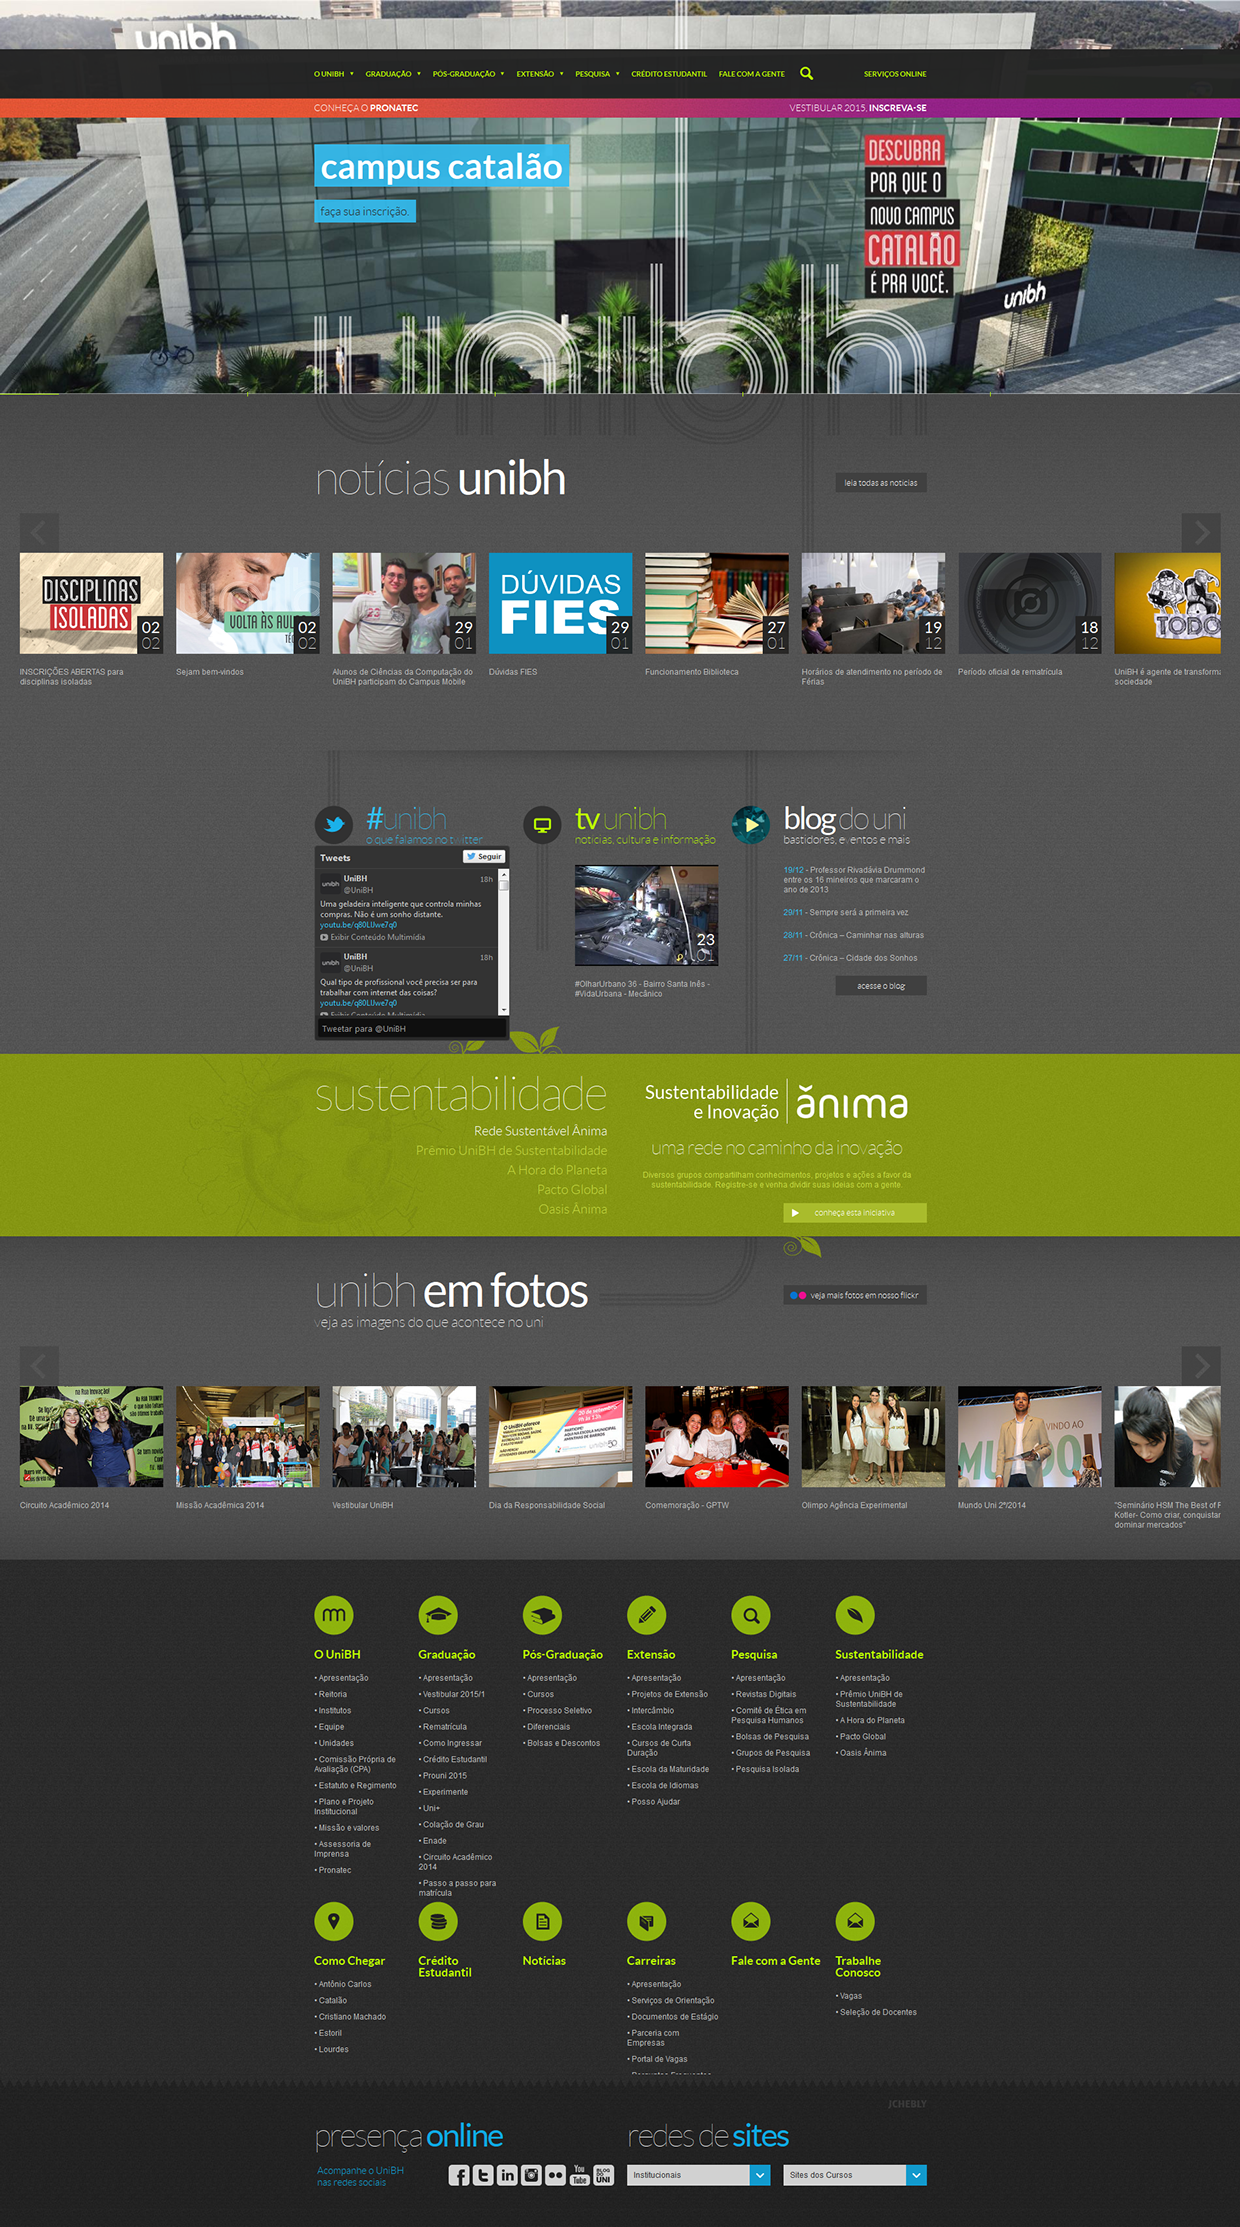 unibh
O UNIBH ▼ GRADUAÇÃO ▼ PÓS-GRADUAÇÃO ▼ EXTENSÃO ▼ PESQUISA ▼ CRÉDITO ESTUDANTIL FALE COM A GENTE SERVIÇOS ONLINE
CONHEÇA O PRONATEC
VESTIBULAR 2015, INSCREVA-SE
campus catalão
faça sua inscrição.
DESCUBRA
POR QUE O
NOVO CAMPUS
CATALÃO
É PRA VOCÊ.
unibh
unibh
notícias unibh
leia todas as notícias
DISCIPLINAS
ISOLADAS
02
02
INSCRIÇÕES ABERTAS para
disciplinas isoladas
VOLTA ÀS AUL
02
02
Sejam bem-vindos
29
01
Alunos de Ciências da Computação do
UniBH participam do Campus Mobile
DÚVIDAS
FIES
29
01
Dúvidas FIES
27
01
Funcionamento Biblioteca
19
12
Horários de atendimento no período de
Férias
18
12
Período oficial de rematrícula
TODO
UniBH é agente de transforma
sociedade
#unibh
o que falamos no twitter
Tweets
Seguir
UniBH 18h
@UniBH
Uma geladeira inteligente que controla minhas
compras. Não é um sonho distante.
youtu.be/q80LlJwe7q0
Exibir Conteúdo Multimídia
UniBH 18h
@UniBH
Qual tipo de profissional você precisa ser para
trabalhar com internet das coisas?
youtu.be/q80LlJwe7q0
Exibir Conteúdo Multimídia
Tweetar para @UniBH
tv unibh
notícias, cultura e informação
23
01
#OlharUrbano 36 - Bairro Santa Inês -
#VidaUrbana - Mecânico
blog do uni
bastidores, eventos e mais
19/12 - Professor Rivadávia Drummond
entre os 16 mineiros que marcaram o
ano de 2013
29/11 - Sempre será a primeira vez
28/11 - Crônica – Caminhar nas alturas
27/11 - Crônica – Cidade dos Sonhos
acesse o blog
sustentabilidade
Rede Sustentável Ânima
Prêmio UniBH de Sustentabilidade
A Hora do Planeta
Pacto Global
Oasis Ânima
Sustentabilidade
e Inovação
ănima
uma rede no caminho da inovação
Diversos grupos compartilham conhecimentos, projetos e ações a favor da
sustentabilidade. Registre-se e venha dividir suas ideias com a gente.
conheça esta iniciativa
unibh em fotos
veja as imagens do que acontece no uni
veja mais fotos em nosso flickr
Circuito Acadêmico 2014
Missão Acadêmica 2014
Vestibular UniBH
Dia da Responsabilidade Social
Comemoração - GPTW
Olimpo Agência Experimental
VINDO AO
Mundo Uni 2º/2014
"Seminário HSM The Best of P
Kotler- Como criar, conquistar
dominar mercados"
O UniBH
• Apresentação
• Reitoria
• Institutos
• Equipe
• Unidades
• Comissão Própria de
Avaliação (CPA)
• Estatuto e Regimento
• Plano e Projeto
Institucional
• Missão e valores
• Assessoria de
Imprensa
• Pronatec
Graduação
• Apresentação
• Vestibular 2015/1
• Cursos
• Rematrícula
• Como Ingressar
• Crédito Estudantil
• Prouni 2015
• Experimente
• Uni+
• Colação de Grau
• Enade
• Circuito Acadêmico
2014
• Passo a passo para
matrícula
Pós-Graduação
• Apresentação
• Cursos
• Processo Seletivo
• Diferenciais
• Bolsas e Descontos
Extensão
• Apresentação
• Projetos de Extensão
• Intercâmbio
• Escola Integrada
• Cursos de Curta
Duração
• Escola da Maturidade
• Escola de Idiomas
• Posso Ajudar
Pesquisa
• Apresentação
• Revistas Digitais
• Comitê de Ética em
Pesquisa Humanos
• Bolsas de Pesquisa
• Grupos de Pesquisa
• Pesquisa Isolada
Sustentabilidade
• Apresentação
• Prêmio UniBH de
Sustentabilidade
• A Hora do Planeta
• Pacto Global
• Oasis Ânima
Como Chegar
• Antônio Carlos
• Catalão
• Cristiano Machado
• Estoril
• Lourdes
Crédito
Estudantil
Notícias
Carreiras
• Apresentação
• Serviços de Orientação
• Documentos de Estágio
• Parceria com
Empresas
• Portal de Vagas
• Perguntas Frequentes
Fale com a Gente
Trabalhe
Conosco
• Vagas
• Seleção de Docentes
JCHEBLY
presença online
Acompanhe o UniBH
nas redes sociais
You
Tube
BLOG
DO
UNI
redes de sites
Institucionais
Sites dos Cursos